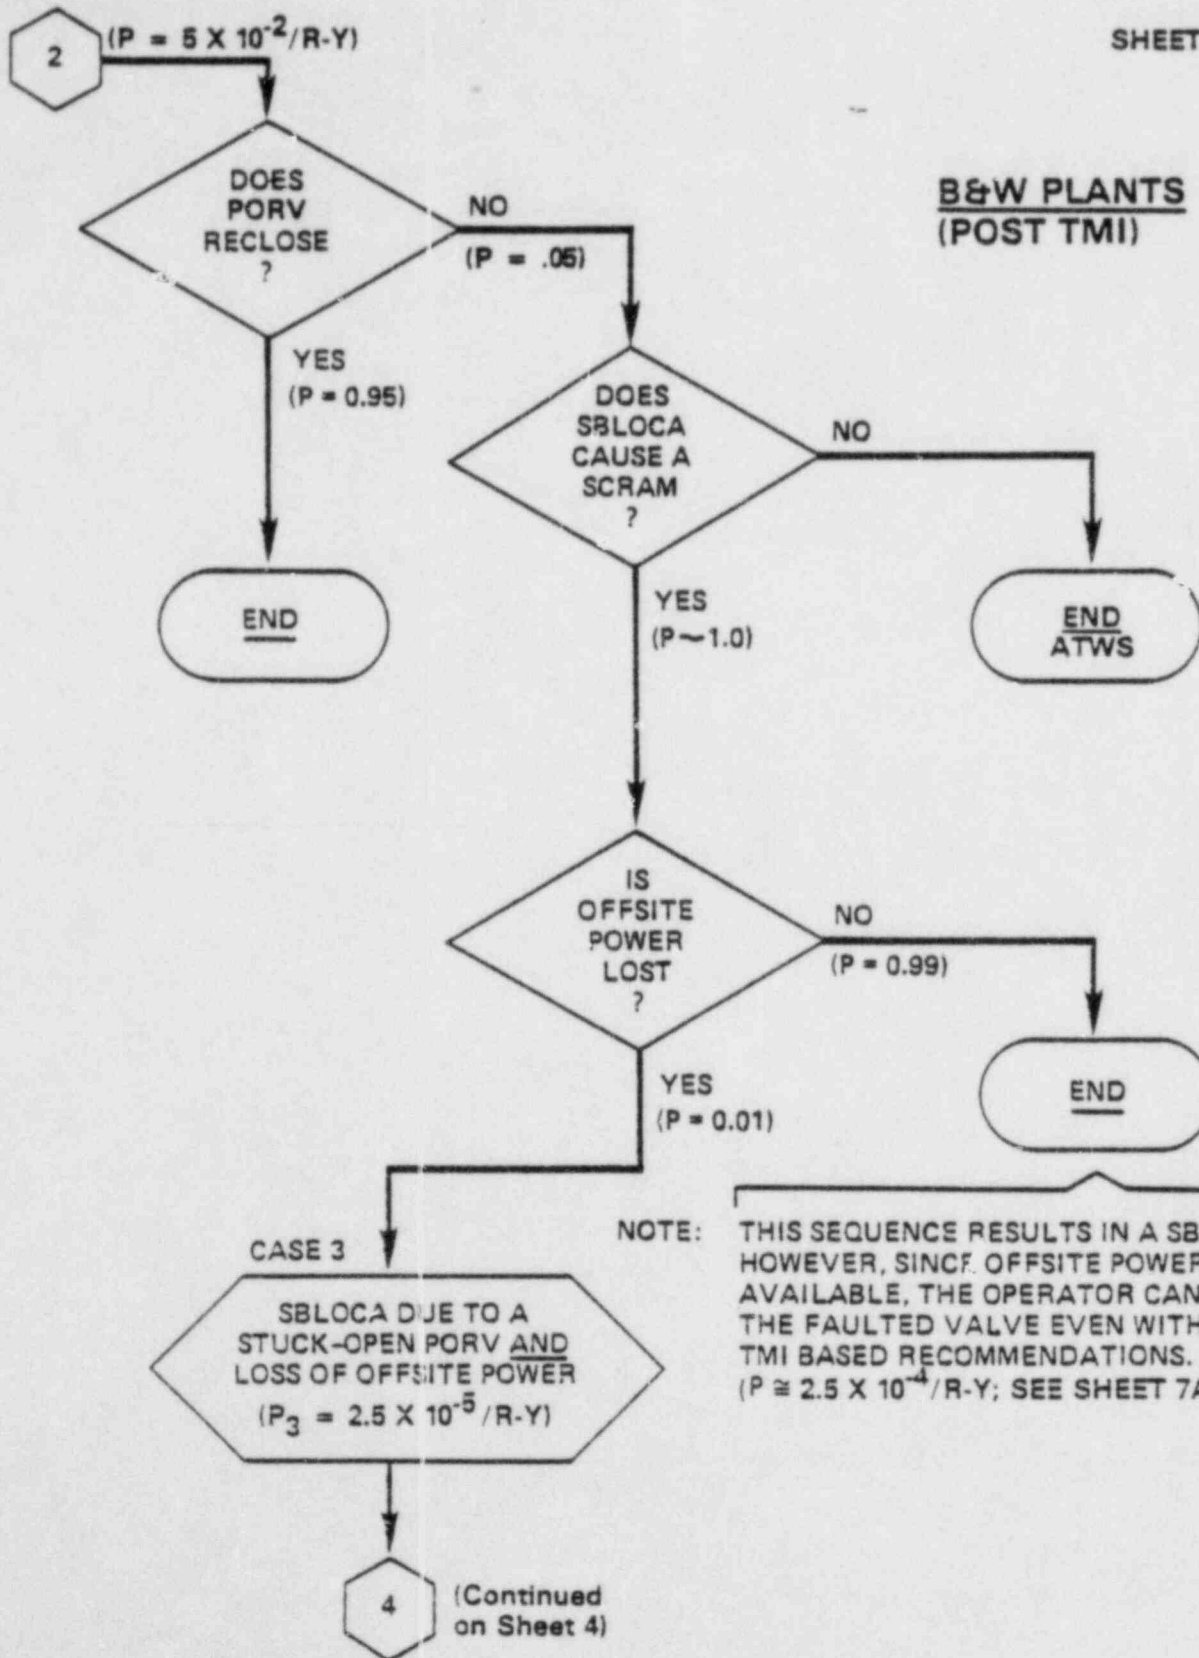 2
(P = 5 X 10⁻²/R-Y)
SHEET
B&W PLANTS
(POST TMI)
DOES
PORV
RECLOSE
?
NO
(P = .05)
YES
(P = 0.95)
END
DOES
SBLOCA
CAUSE A
SCRAM
?
NO
END
ATWS
YES
(P~1.0)
IS
OFFSITE
POWER
LOST
?
NO
(P = 0.99)
END
YES
(P = 0.01)
NOTE: THIS SEQUENCE RESULTS IN A SB
HOWEVER, SINCE OFFSITE POWER
AVAILABLE, THE OPERATOR CAN
THE FAULTED VALVE EVEN WITH
TMI BASED RECOMMENDATIONS.
(P ≅ 2.5 X 10⁻⁴/R-Y; SEE SHEET 7A
CASE 3
SBLOCA DUE TO A
STUCK-OPEN PORV AND
LOSS OF OFFSITE POWER
(P₃ = 2.5 X 10⁻⁵/R-Y)
4
(Continued
on Sheet 4)